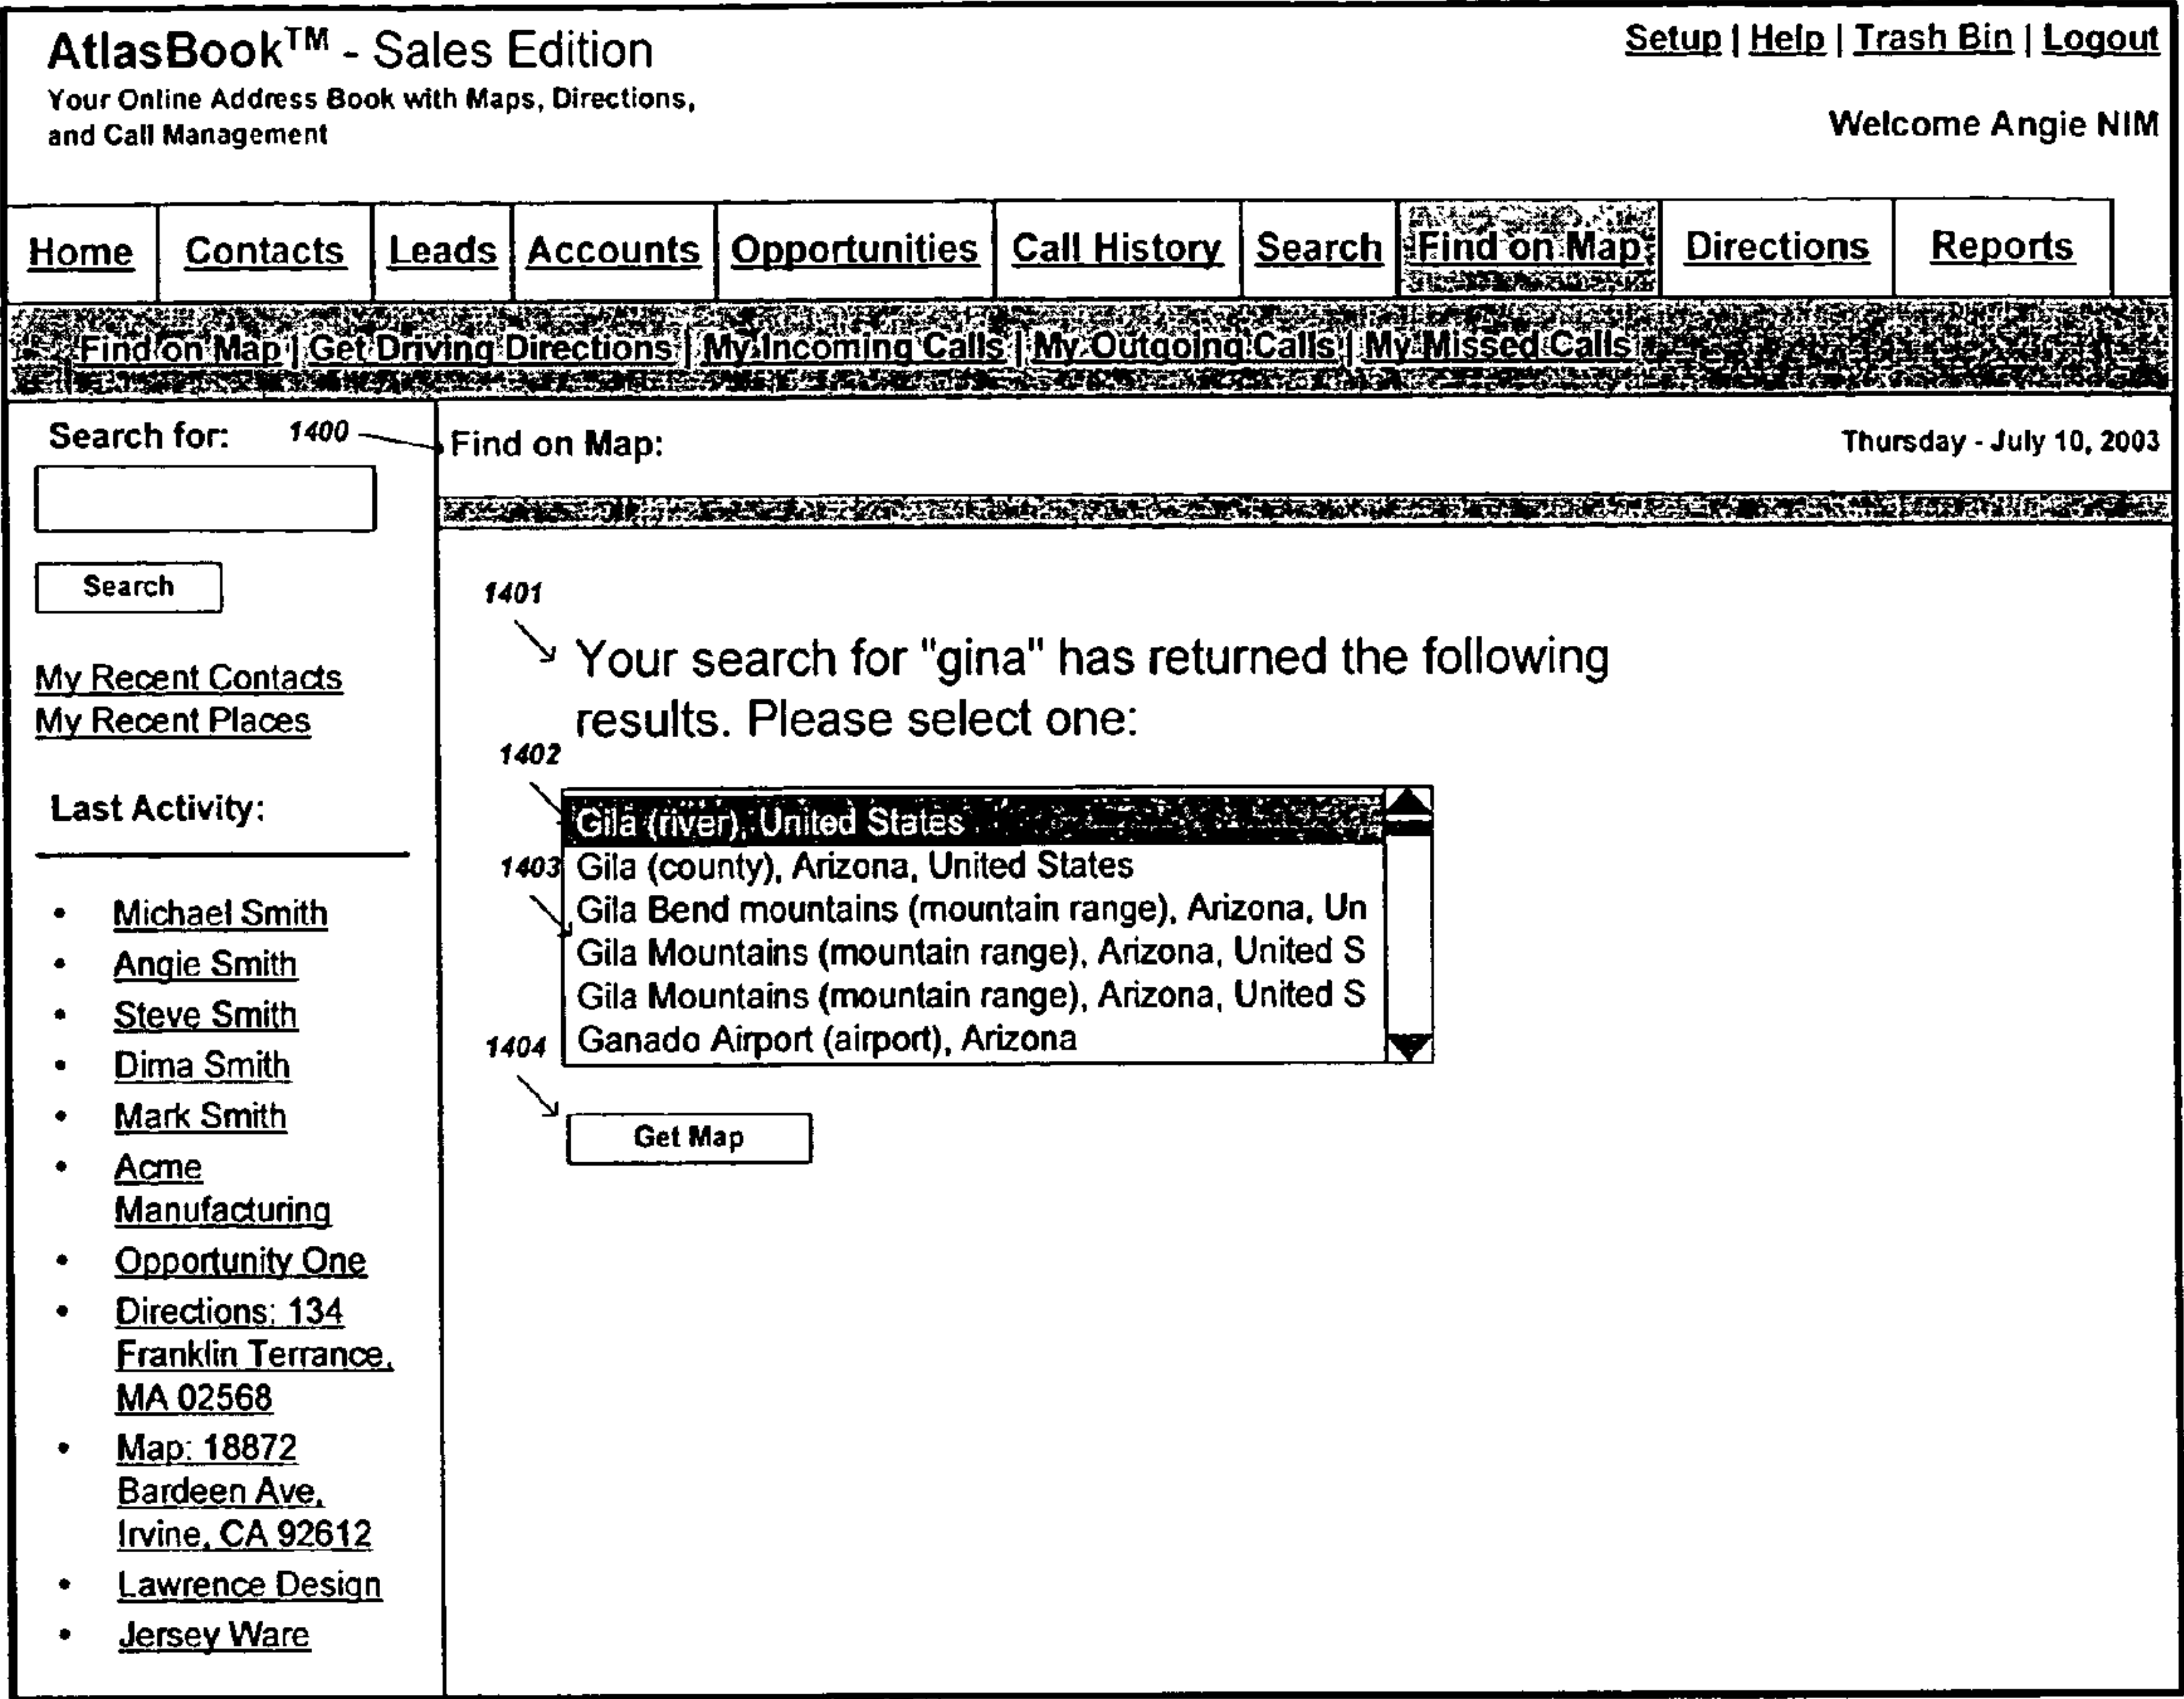 AtlasBook™ - Sales Edition
Your Online Address Book with Maps, Directions,
and Call Management
Setup | Help | Trash Bin | Logout
Welcome Angie NIM
Home Contacts Leads Accounts Opportunities Call History Search Find on Map Directions Reports
Find on Map | Get Driving Directions | My Incoming Calls | My Outgoing Calls | My Missed Calls
Search for:
1400
Find on Map:
Thursday - July 10, 2003
Search
My Recent Contacts
My Recent Places
Last Activity:
• Michael Smith
• Angie Smith
• Steve Smith
• Dima Smith
• Mark Smith
• Acme
Manufacturing
• Opportunity One
• Directions: 134
Franklin Terrance,
MA 02568
• Map: 18872
Bardeen Ave,
Irvine, CA 92612
• Lawrence Design
• Jersey Ware
1401
Your search for "gina" has returned the following
results. Please select one:
1402
Gila (river), United States
1403
Gila (county), Arizona, United States
Gila Bend mountains (mountain range), Arizona, Un
Gila Mountains (mountain range), Arizona, United S
Gila Mountains (mountain range), Arizona, United S
Ganado Airport (airport), Arizona
1404
Get Map